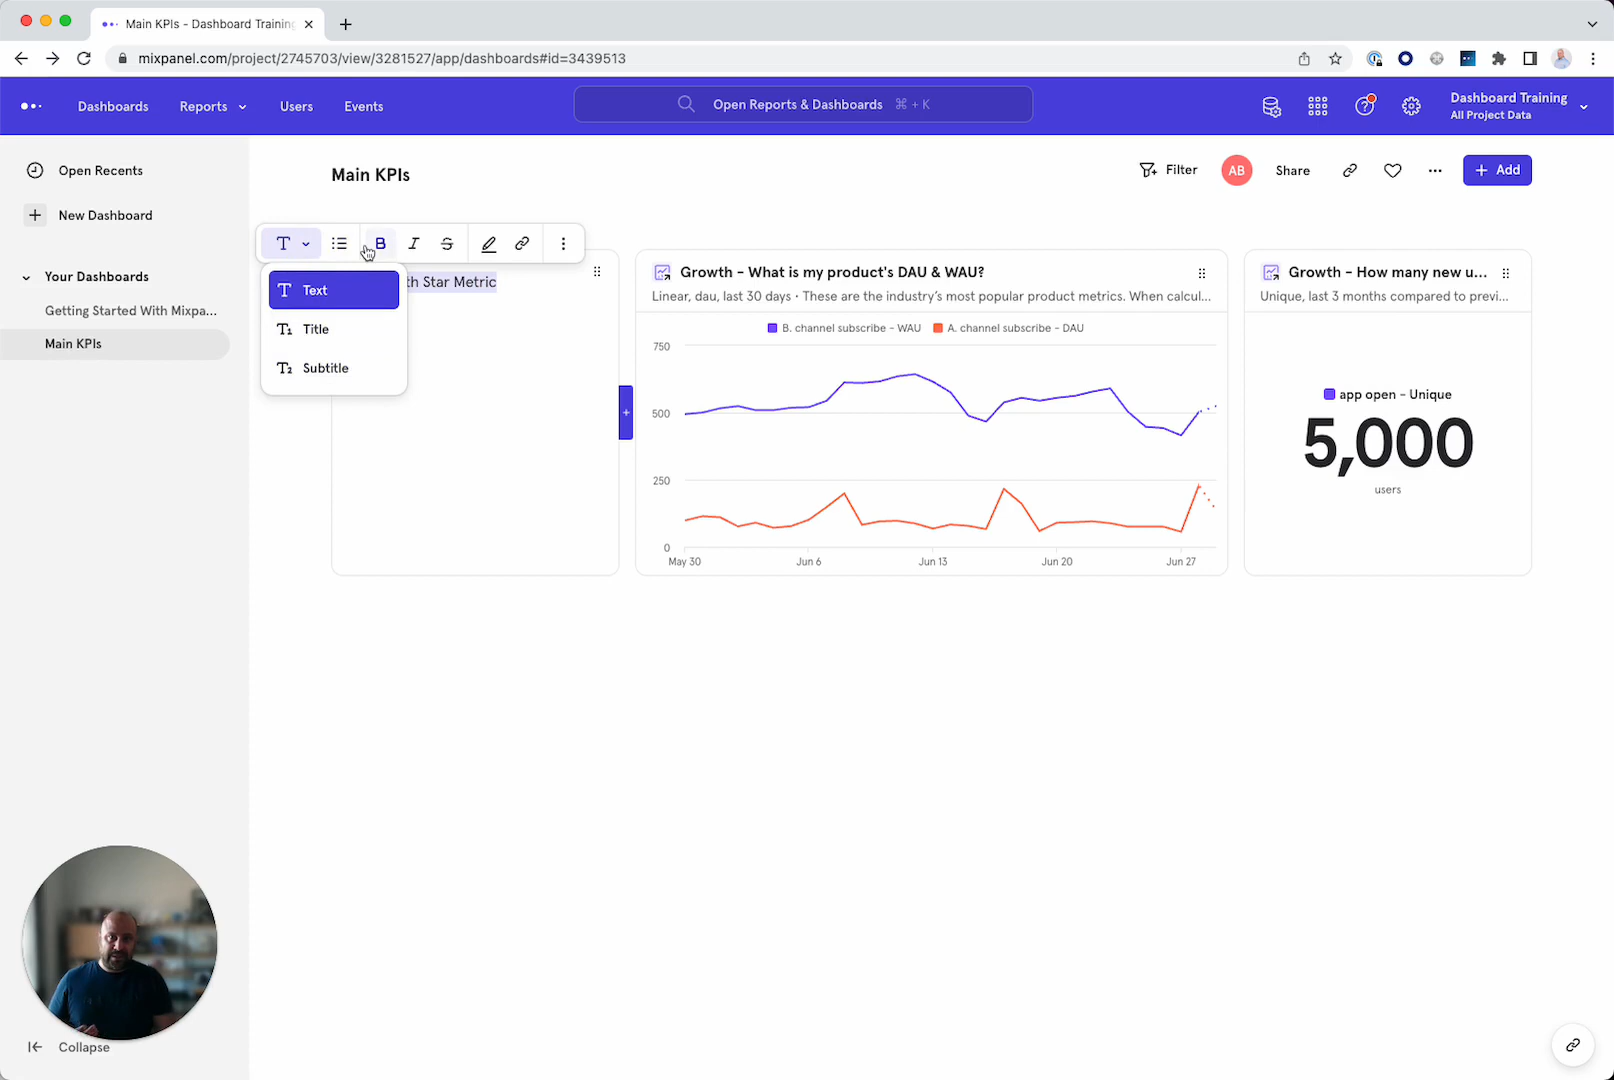 Main KPIs - Dashboard Training
mixpanel.com/project/2745703/view/3281527/app/dashboards#id=3439513
Dashboards
Reports
Users
Events
Open Reports & Dashboards ⌘ + K
Dashboard Training
All Project Data
Open Recents
New Dashboard
Your Dashboards
Getting Started With Mixpa...
Main KPIs
Collapse
Main KPIs
Filter
AB
Share
+ Add
T
B
I
S
Star Metric
T Text
T₁ Title
T₂ Subtitle
Growth - What is my product's DAU & WAU?
Linear, dau, last 30 days • These are the industry's most popular product metrics. When calcul...
B. channel subscribe - WAU A. channel subscribe - DAU
750
500
250
0
May 30 Jun 6 Jun 13 Jun 20 Jun 27
Growth - How many new u...
Unique, last 3 months compared to previ...
app open - Unique
5,000
users